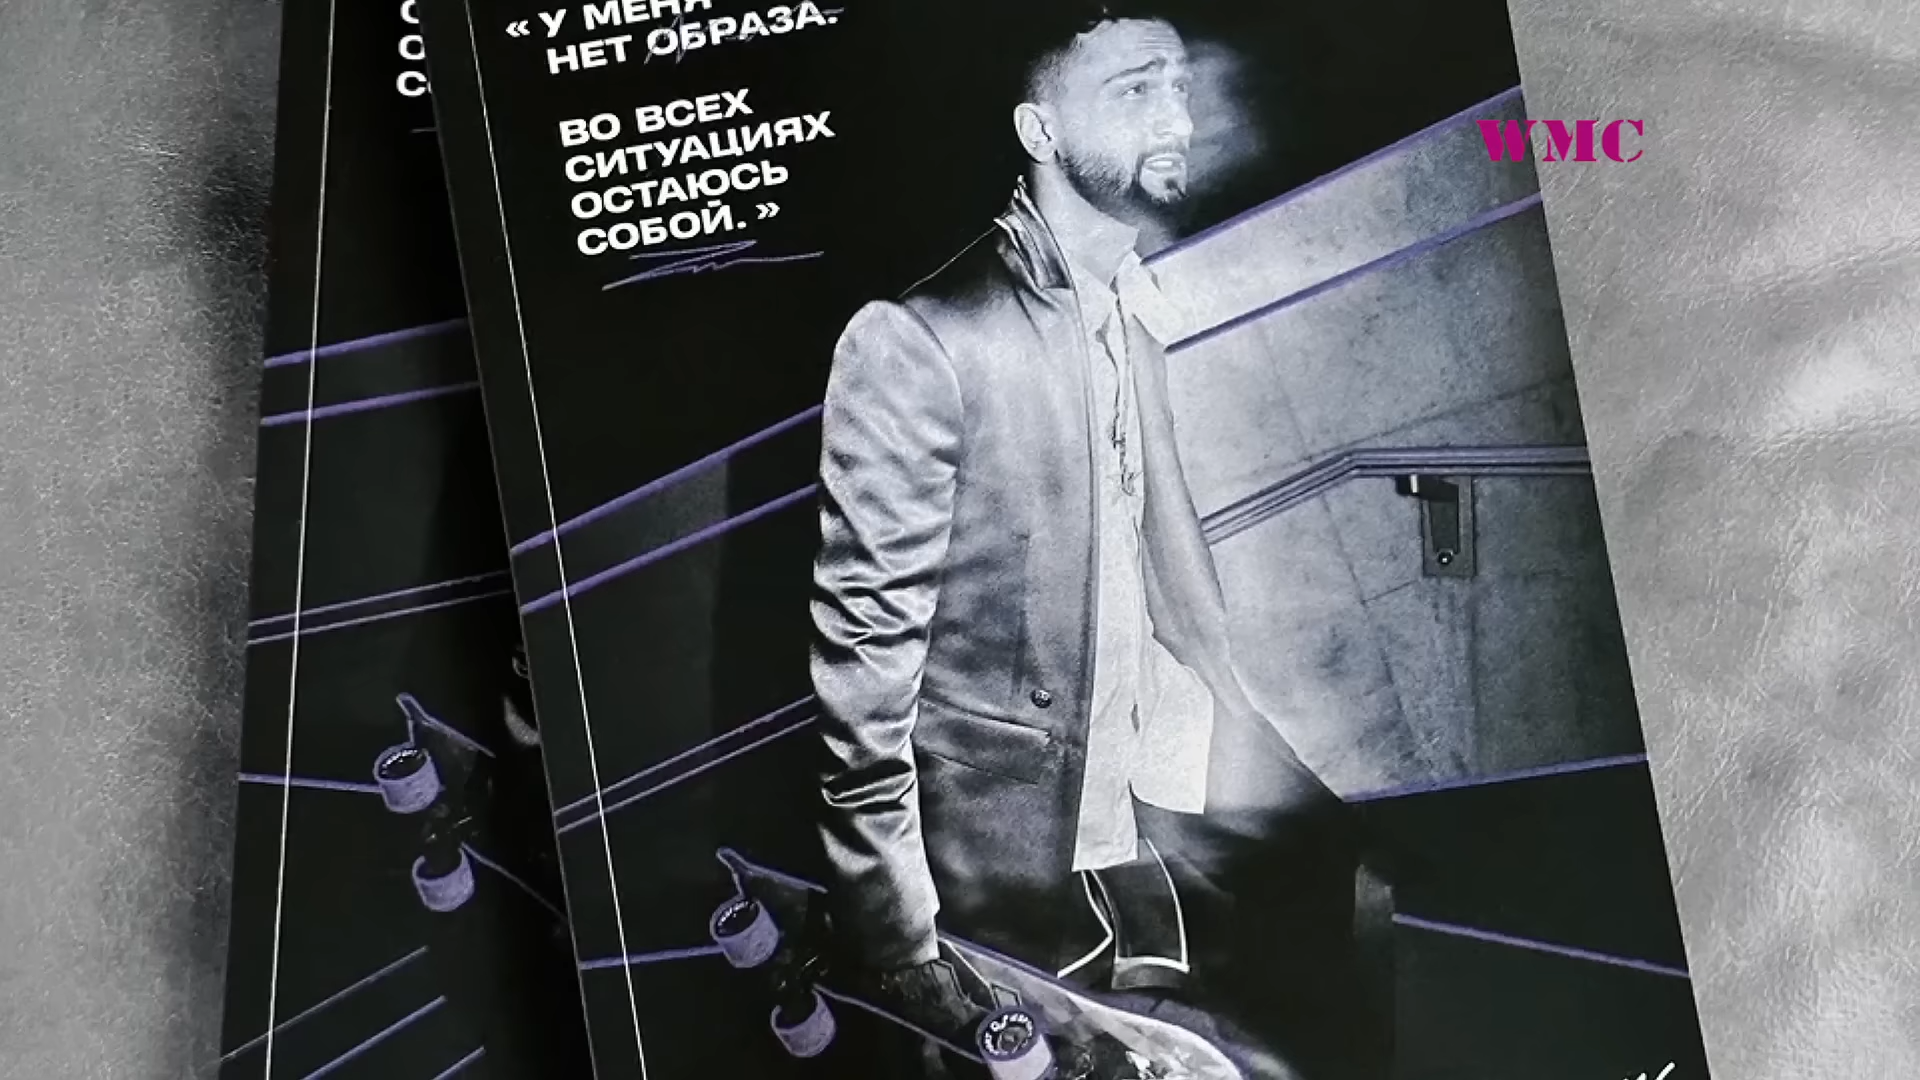 « У МЕНЯ
НЕТ ОБРАЗА.
ВО ВСЕХ
СИТУАЦИЯХ
ОСТАЮСЬ
СОБОЙ. »
WMC